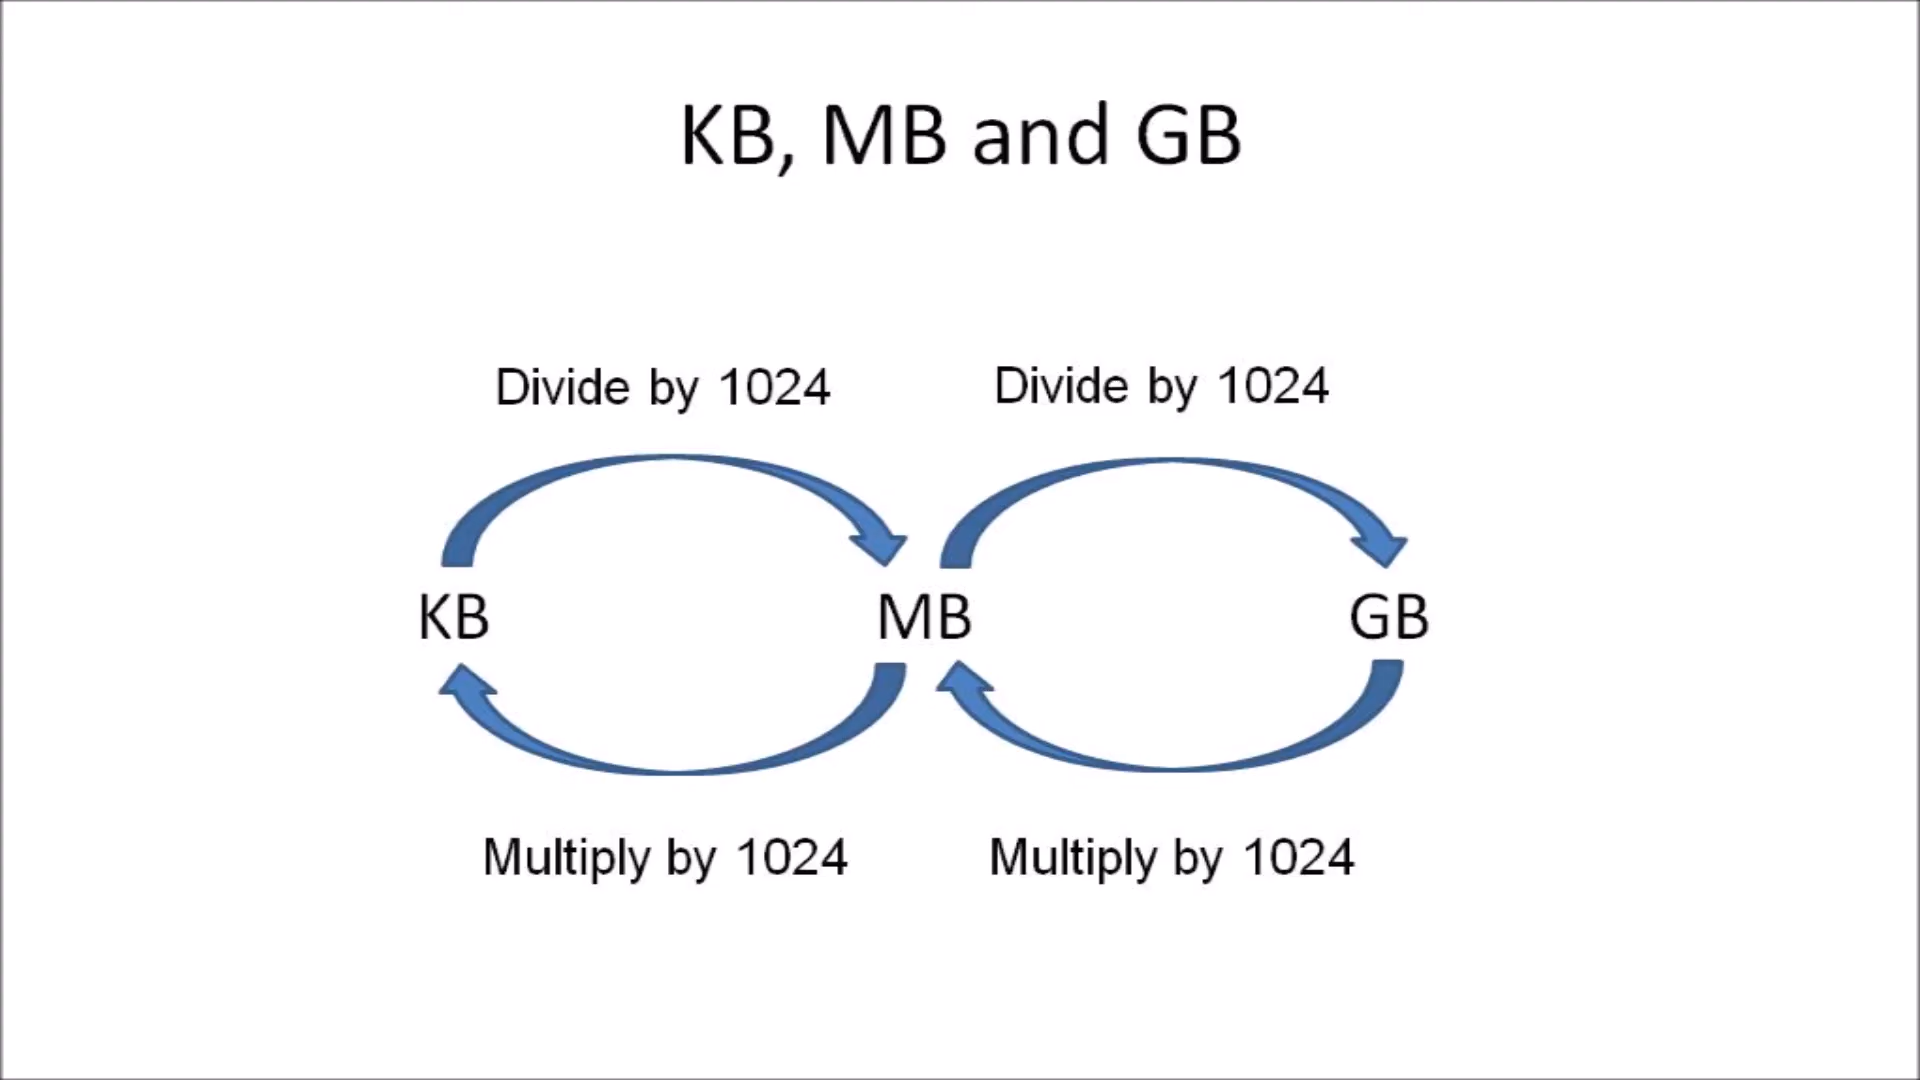 KB, MB and GB
Divide by 1024
Divide by 1024
KB
MB
GB
Multiply by 1024
Multiply by 1024